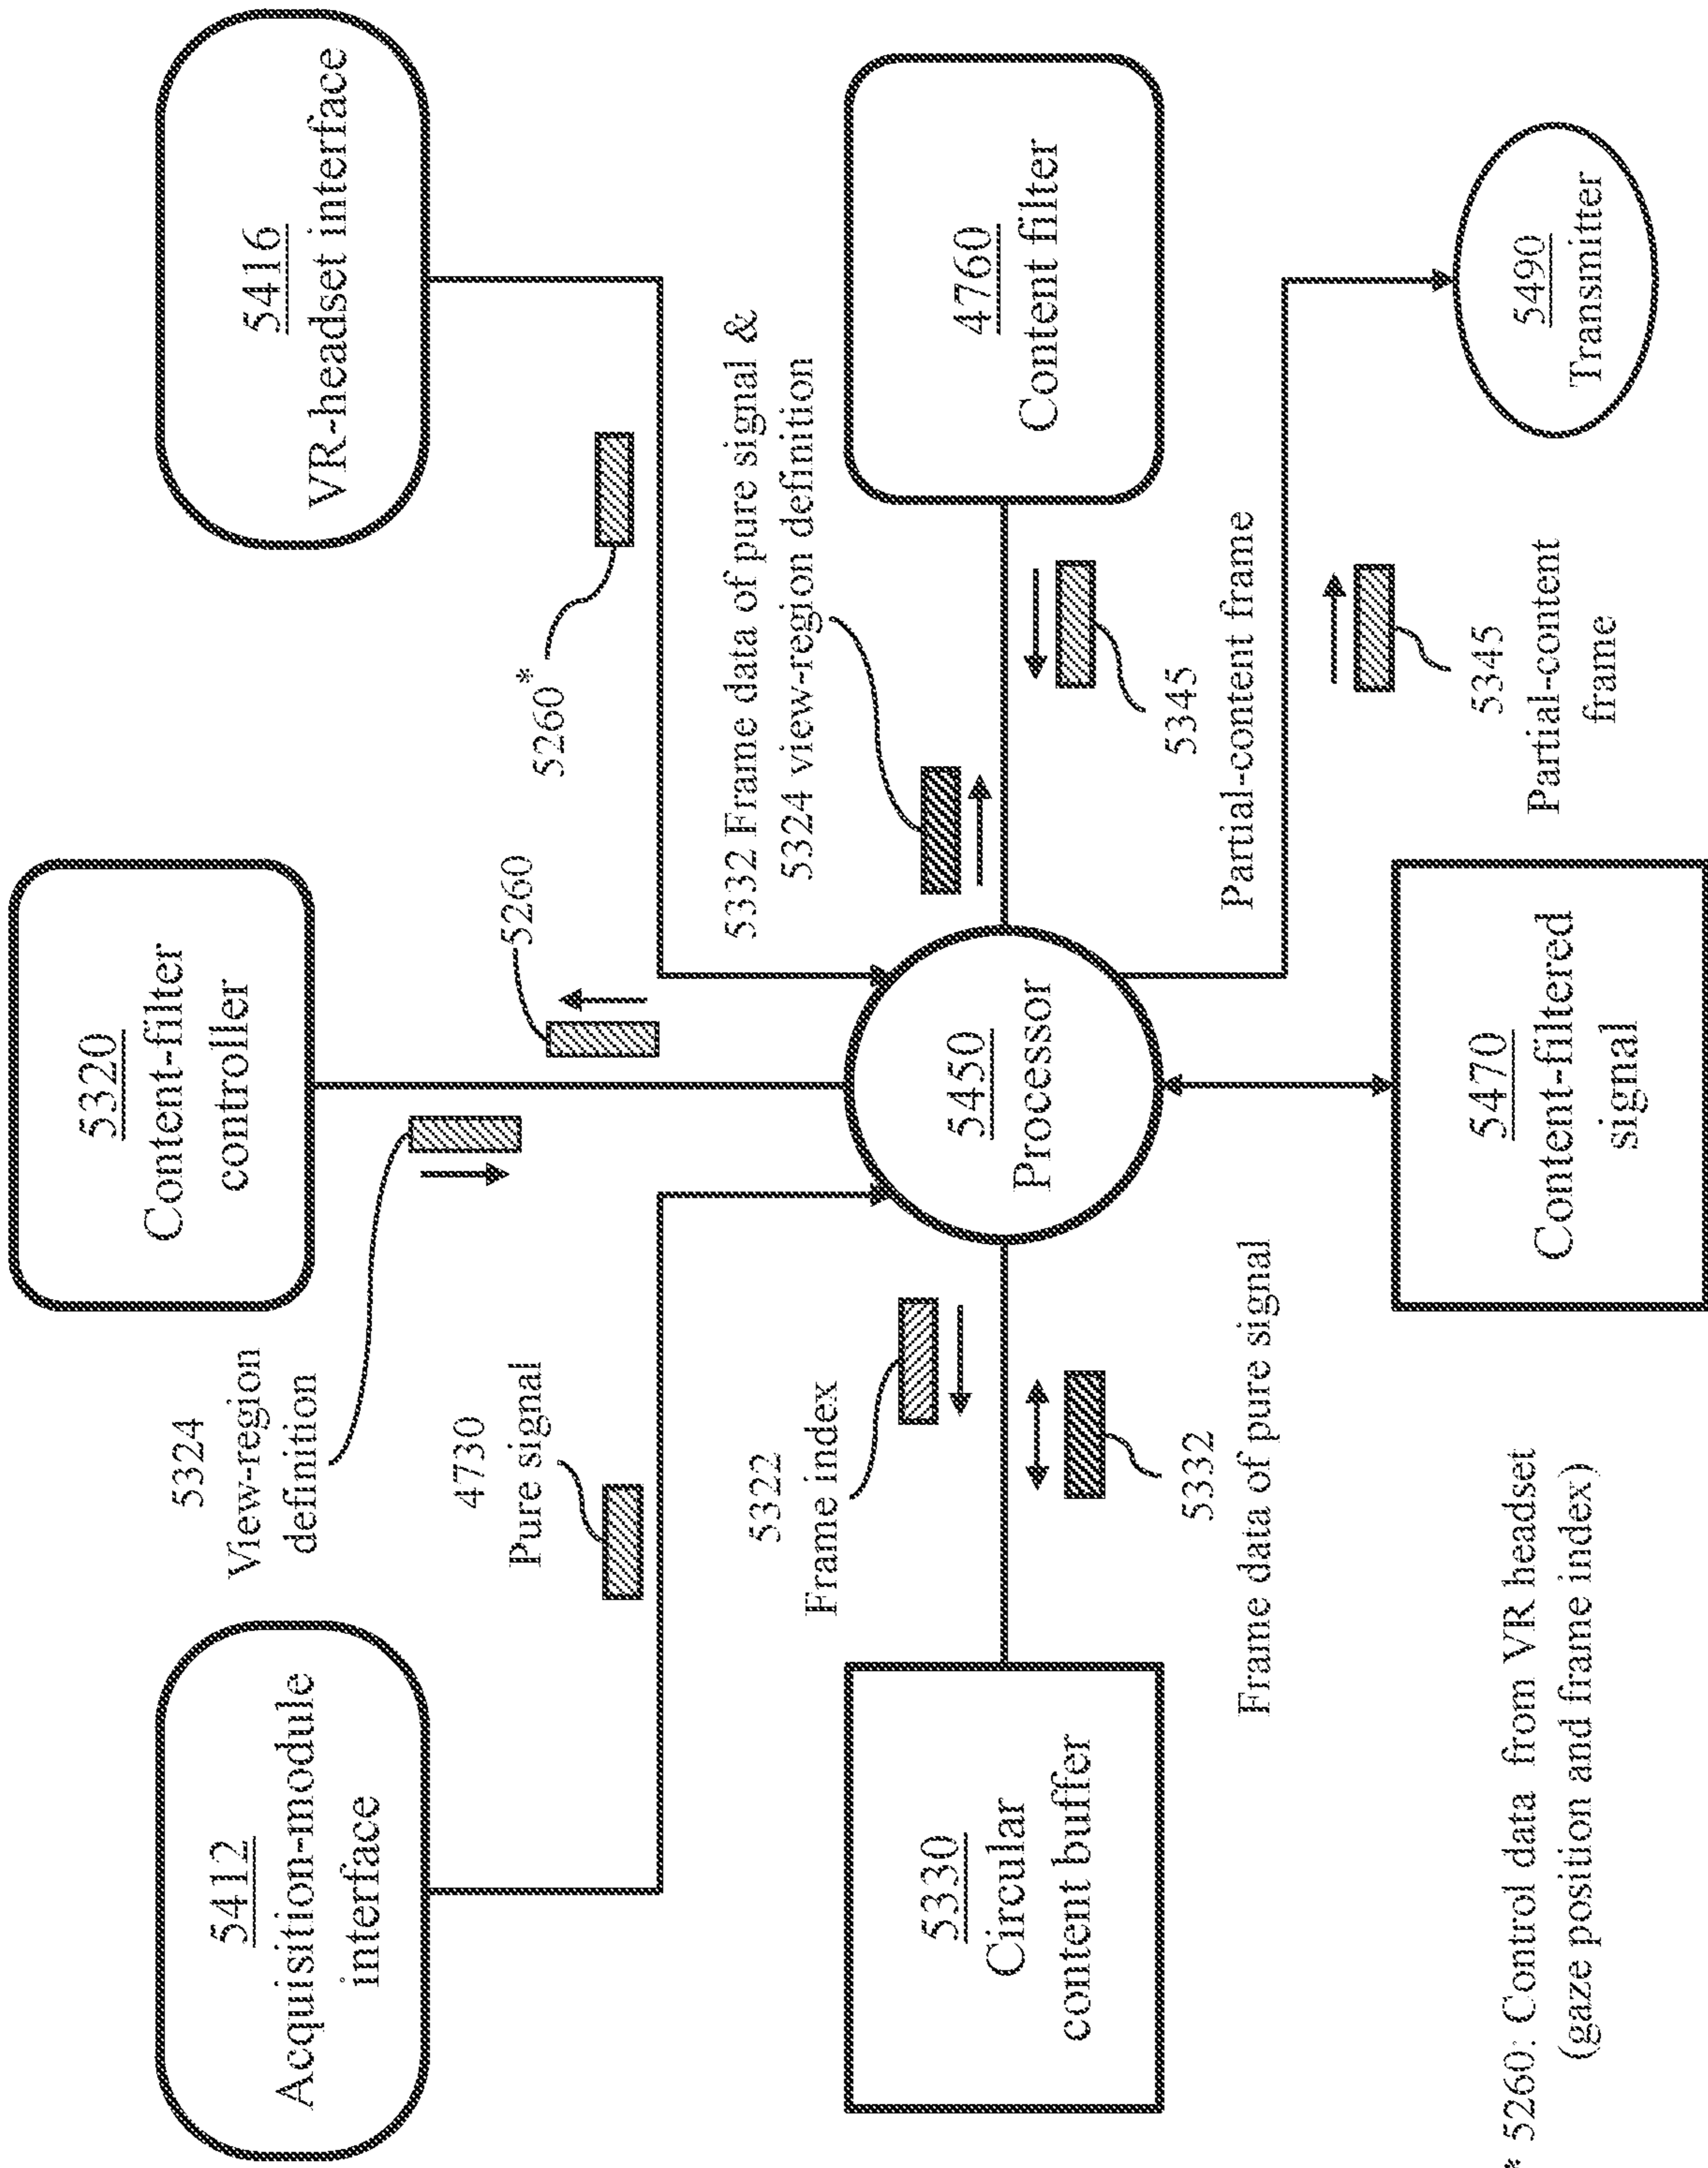 5320
Content-filter
controller
5412
Acquisition-module
interface
5416
VR-headset interface
5324
View-region
definition
4730
Pure signal
5260
5260*
5322
Frame index
5332 Frame data of pure signal &
5324 view-region definition
5330
Circular
content buffer
5450
Processor
4760
Content filter
5332
Frame data of pure signal
5345
Partial-content frame
5345
Partial-content
frame
5470
Content-filtered
signal
5490
Transmitter
* 5260: Control data from VR headset
(gaze position and frame index)